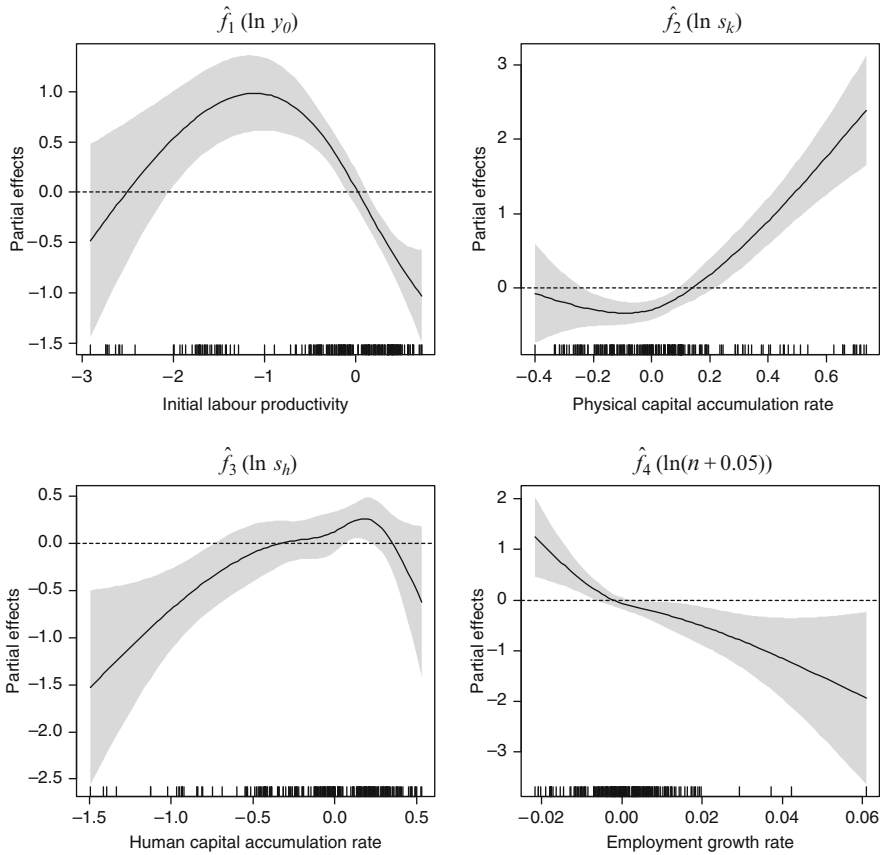 f̂₁ (ln y₀)
Partial effects
1.0
0.5
0.0
−0.5
−1.0
−1.5
−3 −2 −1 0
Initial labour productivity
f̂₂ (ln sₖ)
Partial effects
3
2
1
0
−0.4 −0.2 0.0 0.2 0.4 0.6
Physical capital accumulation rate
f̂₃ (ln sₕ)
Partial effects
0.5
0.0
−0.5
−1.0
−1.5
−2.0
−2.5
−1.5 −1.0 −0.5 0.0 0.5
Human capital accumulation rate
f̂₄ (ln(n + 0.05))
Partial effects
2
1
0
−1
−2
−3
−0.02 0.00 0.02 0.04 0.06
Employment growth rate